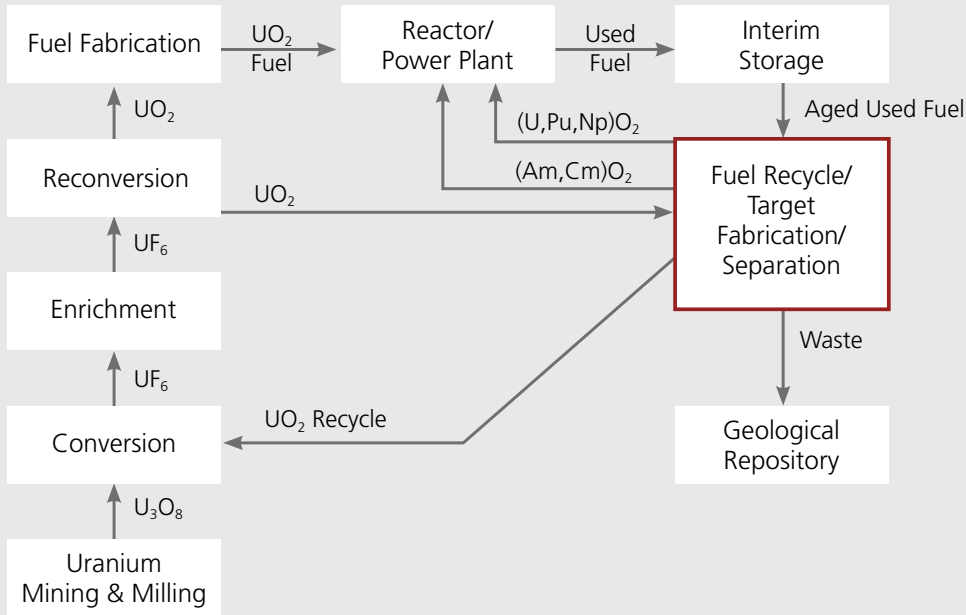 Fuel Fabrication
UO₂
Fuel
Reactor/
Power Plant
Used
Fuel
Interim
Storage
UO₂
Aged Used Fuel
(U,Pu,Np)O₂
(Am,Cm)O₂
Reconversion
UO₂
Fuel Recycle/
Target
Fabrication/
Separation
UF₆
Enrichment
Waste
UF₆
UO₂ Recycle
Conversion
Geological
Repository
U₃O₈
Uranium
Mining & Milling